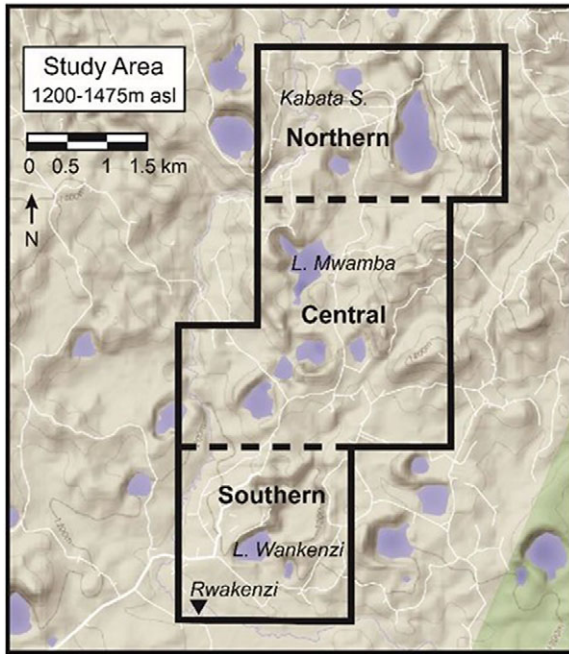 Study Area
1200-1475m asl
0 0.5 1 1.5 km
N
Kabata S.
Northern
L. Mwamba
Central
Southern
L. Wankenzi
Rwakenzi